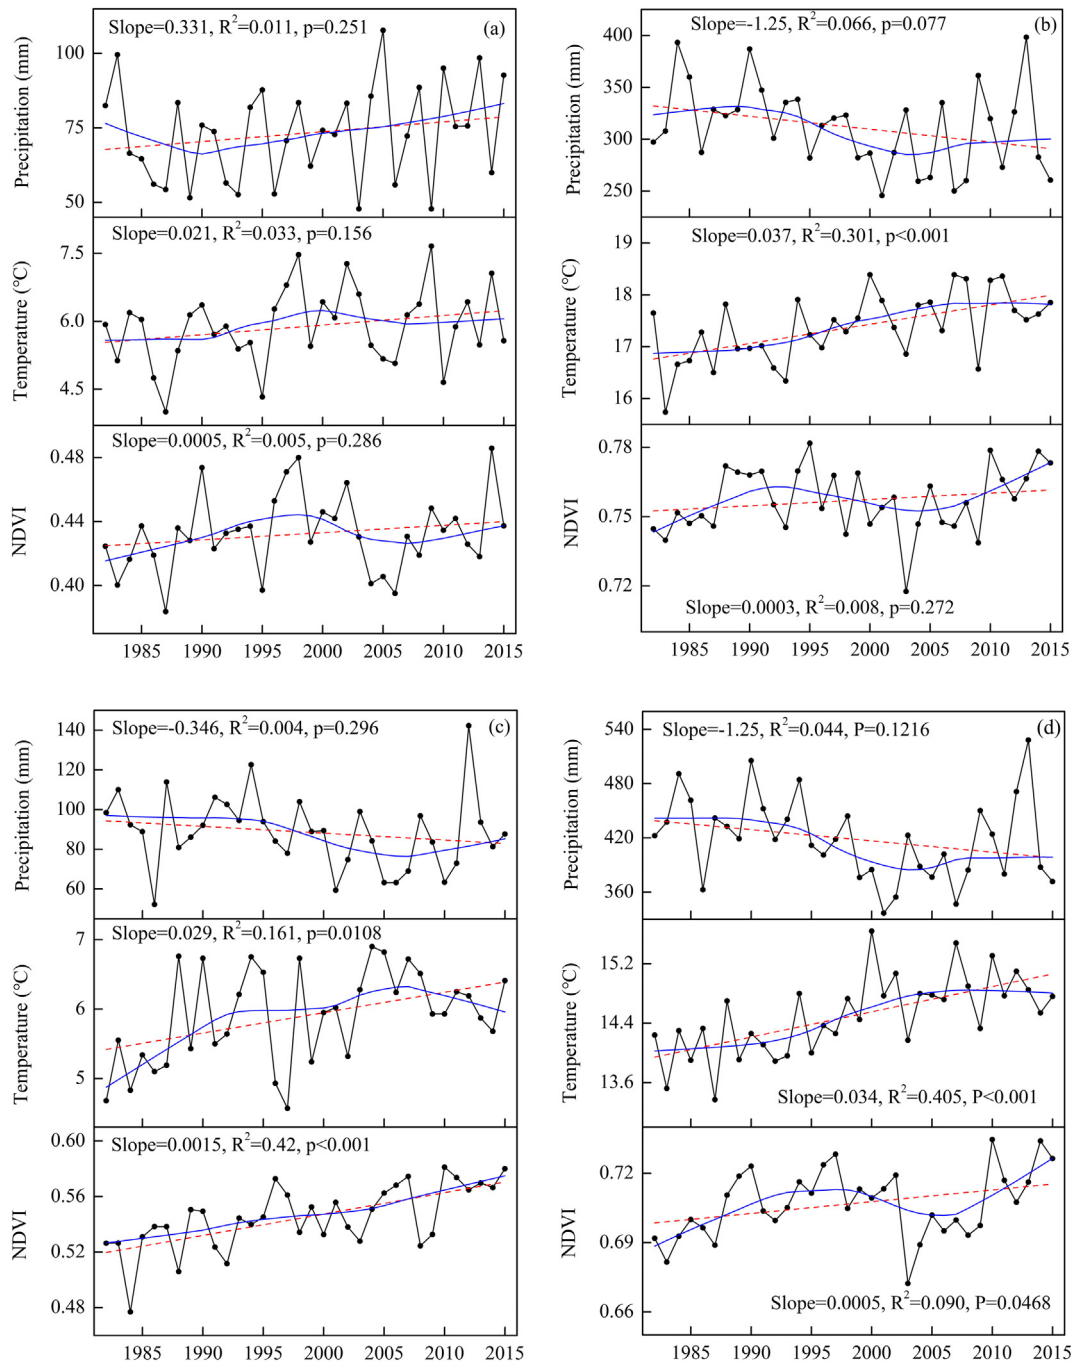 Slope=0.331, R²=0.011, p=0.251
(a)
Precipitation (mm)
100
75
50
Slope=0.021, R²=0.033, p=0.156
Temperature (°C)
7.5
6.0
4.5
Slope=0.0005, R²=0.005, p=0.286
NDVI
0.48
0.44
0.40
1985 1990 1995 2000 2005 2010 2015
Slope=-1.25, R²=0.066, p=0.077
(b)
Precipitation (mm)
400
350
300
250
Slope=0.037, R²=0.301, p<0.001
Temperature (°C)
19
18
17
16
NDVI
0.78
0.75
0.72
Slope=0.0003, R²=0.008, p=0.272
1985 1990 1995 2000 2005 2010 2015
Slope=-0.346, R²=0.004, p=0.296
(c)
Precipitation (mm)
140
120
100
80
60
Slope=0.029, R²=0.161, p=0.0108
Temperature (°C)
7
6
5
Slope=0.0015, R²=0.42, p<0.001
NDVI
0.60
0.56
0.52
0.48
1985 1990 1995 2000 2005 2010 2015
Slope=-1.25, R²=0.044, P=0.1216
(d)
Precipitation (mm)
540
480
420
360
Temperature (°C)
15.2
14.4
13.6
Slope=0.034, R²=0.405, P<0.001
NDVI
0.72
0.69
0.66
Slope=0.0005, R²=0.090, P=0.0468
1985 1990 1995 2000 2005 2010 2015